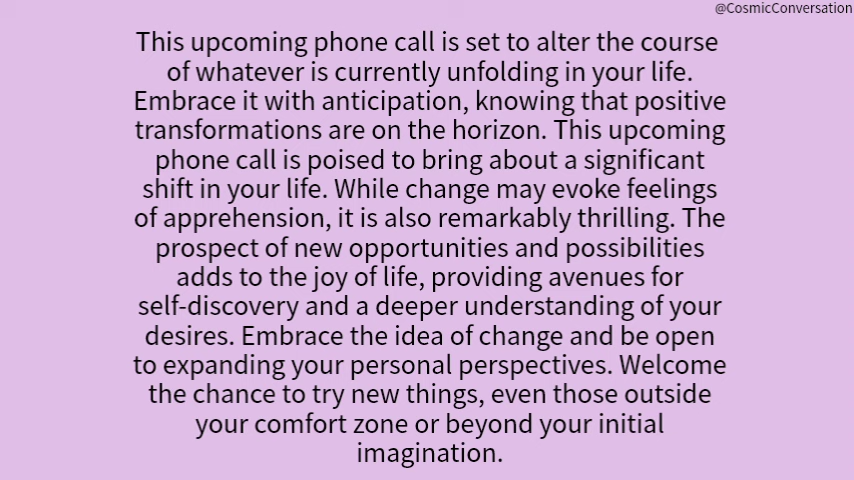 @CosmicConversation
This upcoming phone call is set to alter the course
of whatever is currently unfolding in your life.
Embrace it with anticipation, knowing that positive
transformations are on the horizon. This upcoming
phone call is poised to bring about a significant
shift in your life. While change may evoke feelings
of apprehension, it is also remarkably thrilling. The
prospect of new opportunities and possibilities
adds to the joy of life, providing avenues for
self-discovery and a deeper understanding of your
desires. Embrace the idea of change and be open
to expanding your personal perspectives. Welcome
the chance to try new things, even those outside
your comfort zone or beyond your initial
imagination.